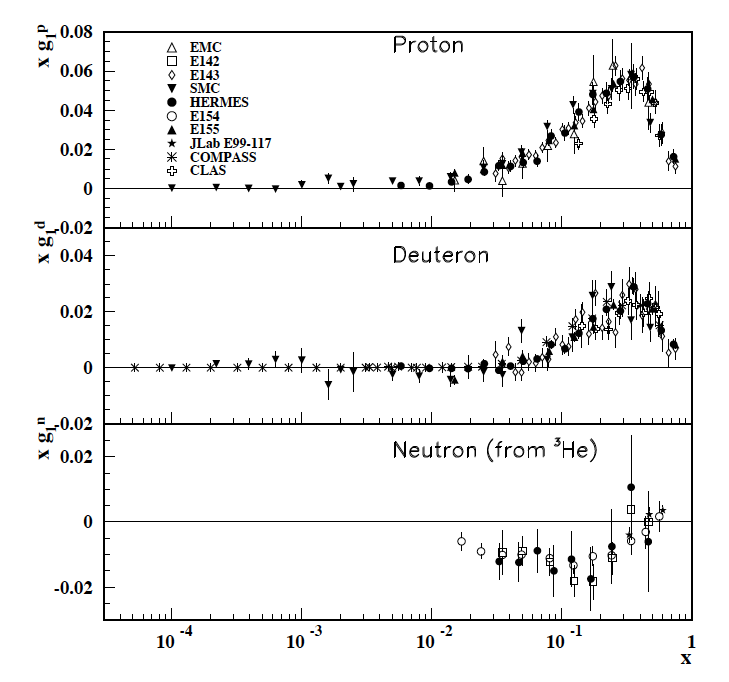 x g₁ᵖ
0.08
0.06
0.04
0.02
0
Proton
EMC
E142
E143
SMC
HERMES
E154
E155
JLab E99-117
COMPASS
CLAS
x g₁ᵈ
-0.02
0.04
0.02
0
Deuteron
x g₁ⁿ
-0.02
0.02
0
-0.02
Neutron (from ³He)
10⁻⁴ 10⁻³ 10⁻² 10⁻¹ 1
x